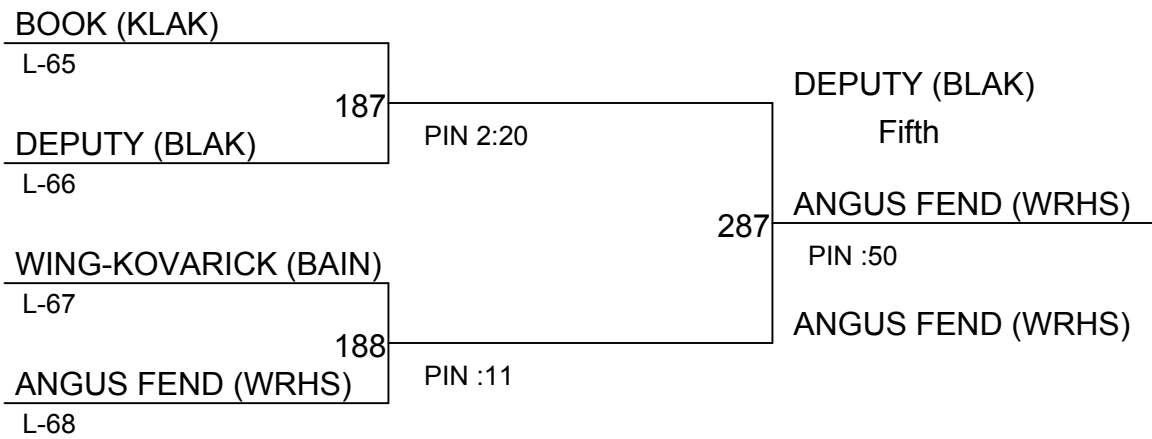 BOOK (KLAK)
L-65
187
DEPUTY (BLAK)
L-66
PIN 2:20
WING-KOVARICK (BAIN)
L-67
188
ANGUS FEND (WRHS)
L-68
PIN :11
DEPUTY (BLAK)
Fifth
287
ANGUS FEND (WRHS)
PIN :50
ANGUS FEND (WRHS)